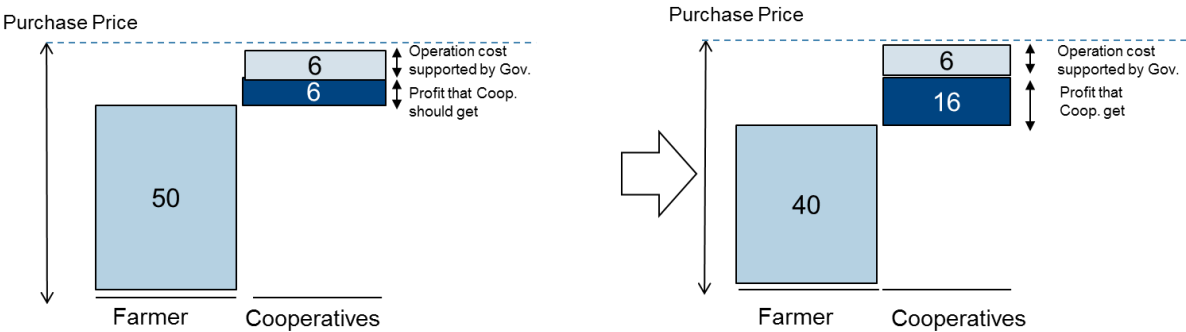 Purchase Price
6
Operation cost
supported by Gov.
6
Profit that Coop.
should get
50
Farmer
Cooperatives
Purchase Price
6
Operation cost
supported by Gov.
16
Profit that
Coop. get
40
Farmer
Cooperatives